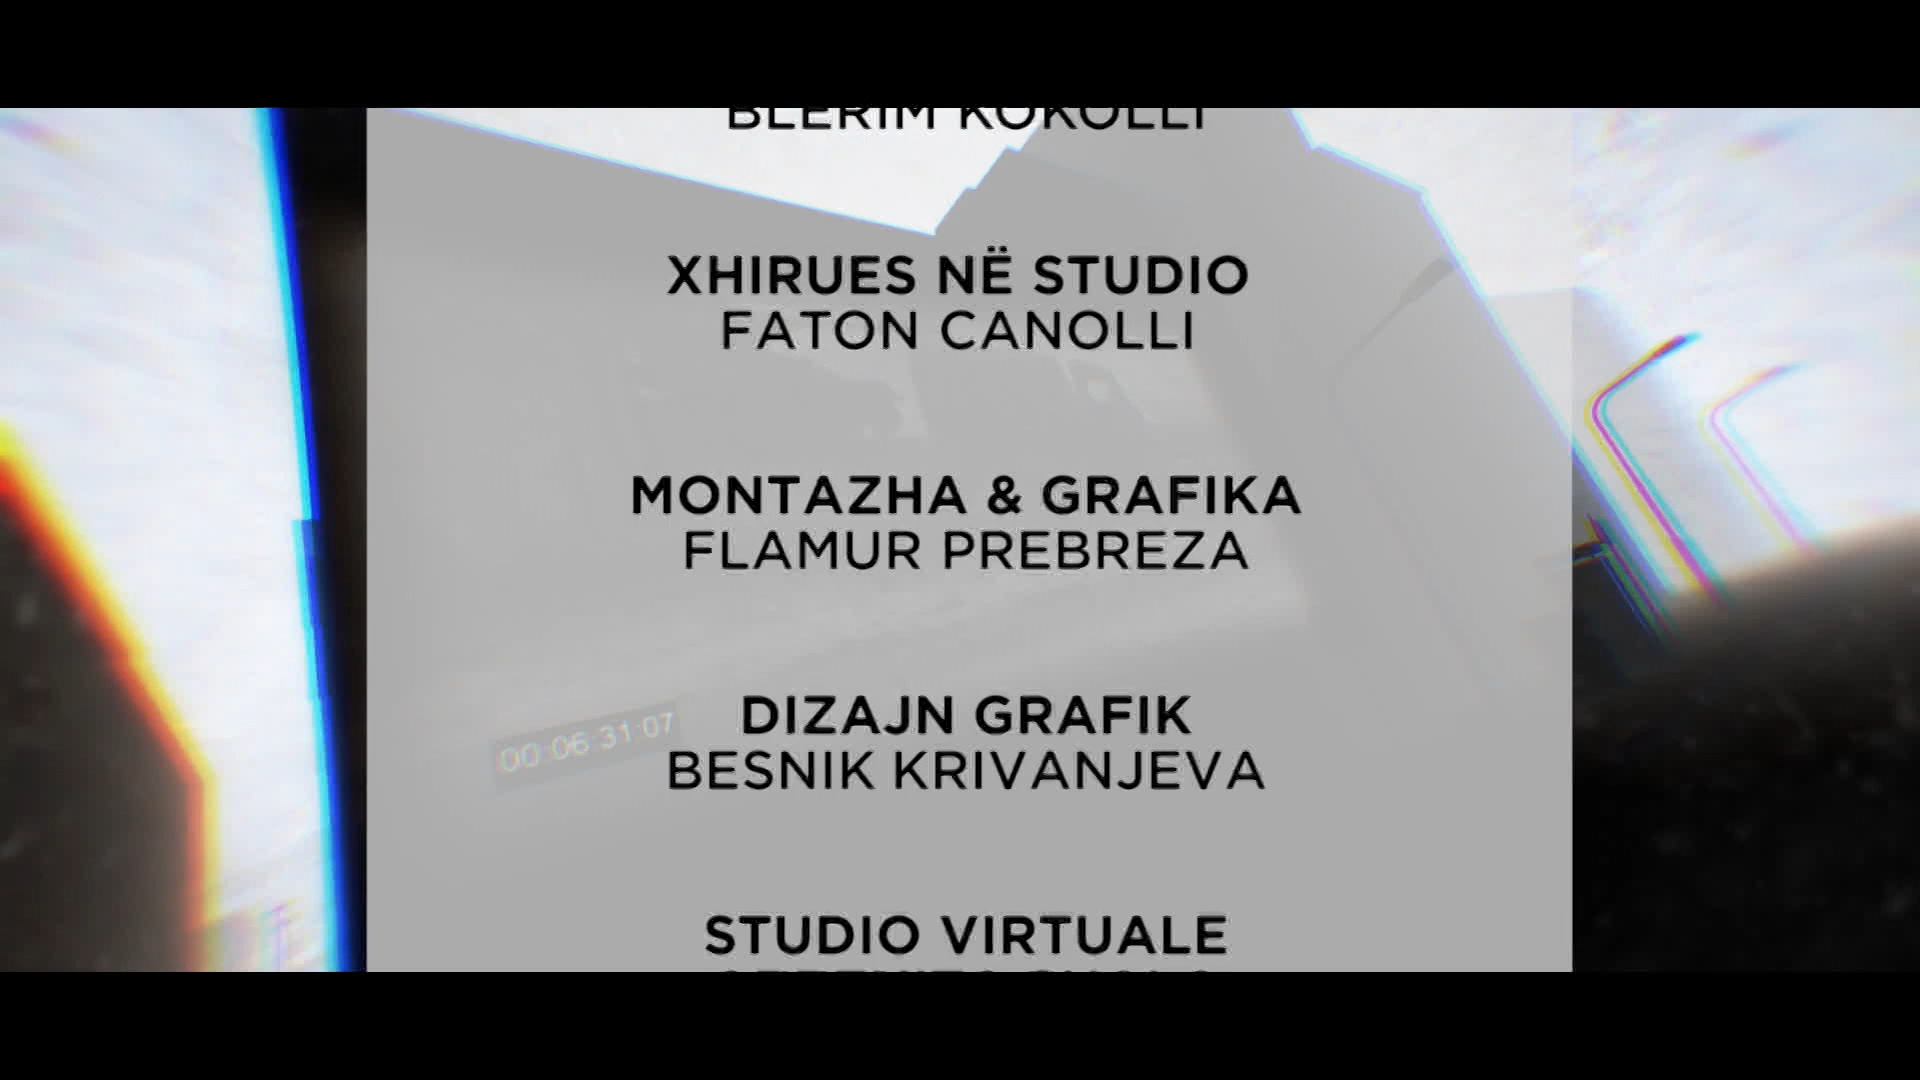 BLERIM KOKOLLI
XHIRUES NË STUDIO
FATON CANOLLI
MONTAZHA & GRAFIKA
FLAMUR PREBREZA
DIZAJN GRAFIK
BESNIK KRIVANJEVA
00:06:31:07
STUDIO VIRTUALE